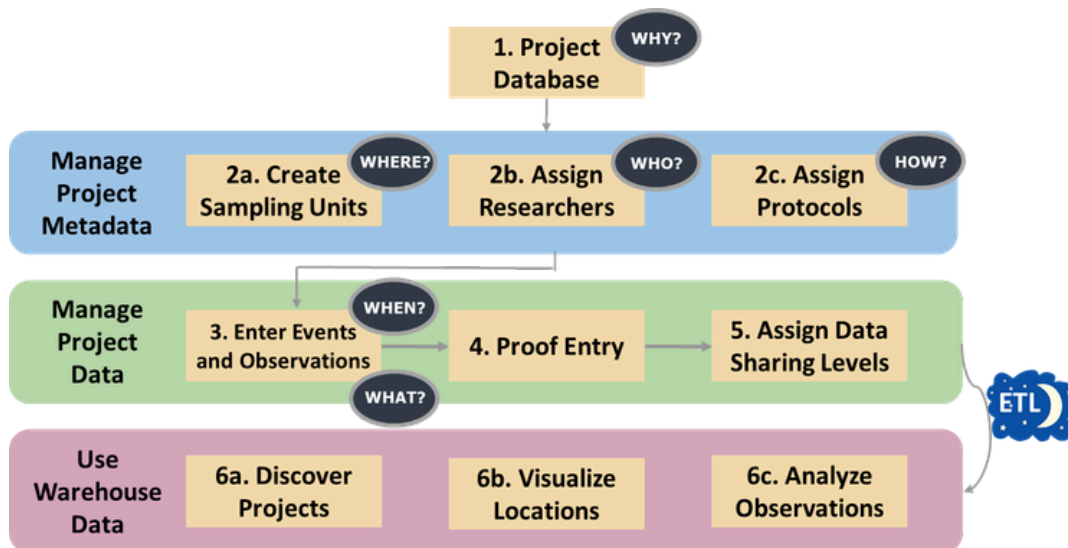 1. Project
Database
WHY?
Manage
Project
Metadata
2a. Create
Sampling Units
WHERE?
2b. Assign
Researchers
WHO?
2c. Assign
Protocols
HOW?
Manage
Project
Data
3. Enter Events
and Observations
WHEN?
WHAT?
4. Proof Entry
5. Assign Data
Sharing Levels
ETL
Use
Warehouse
Data
6a. Discover
Projects
6b. Visualize
Locations
6c. Analyze
Observations